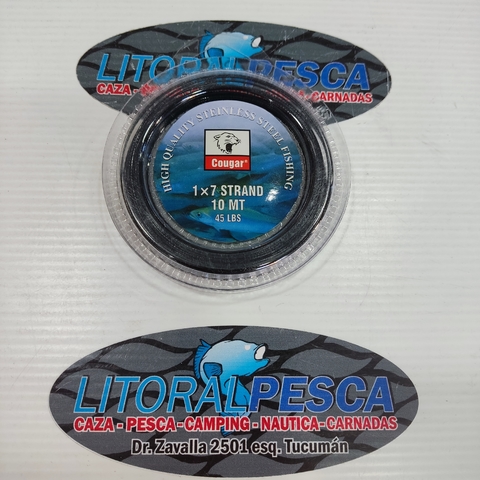 LITORALPESCA
CAZA - 
CARNADAS
HIGH QUALITY STEINLESS STEEL FISHING
Cougar®
1×7 STRAND
10 MT
45 LBS
LITORALPESCA
CAZA - PESCA-CAMPING - NAUTICA-CARNADAS
Dr. Zavalla 2501 esq. Tucumán